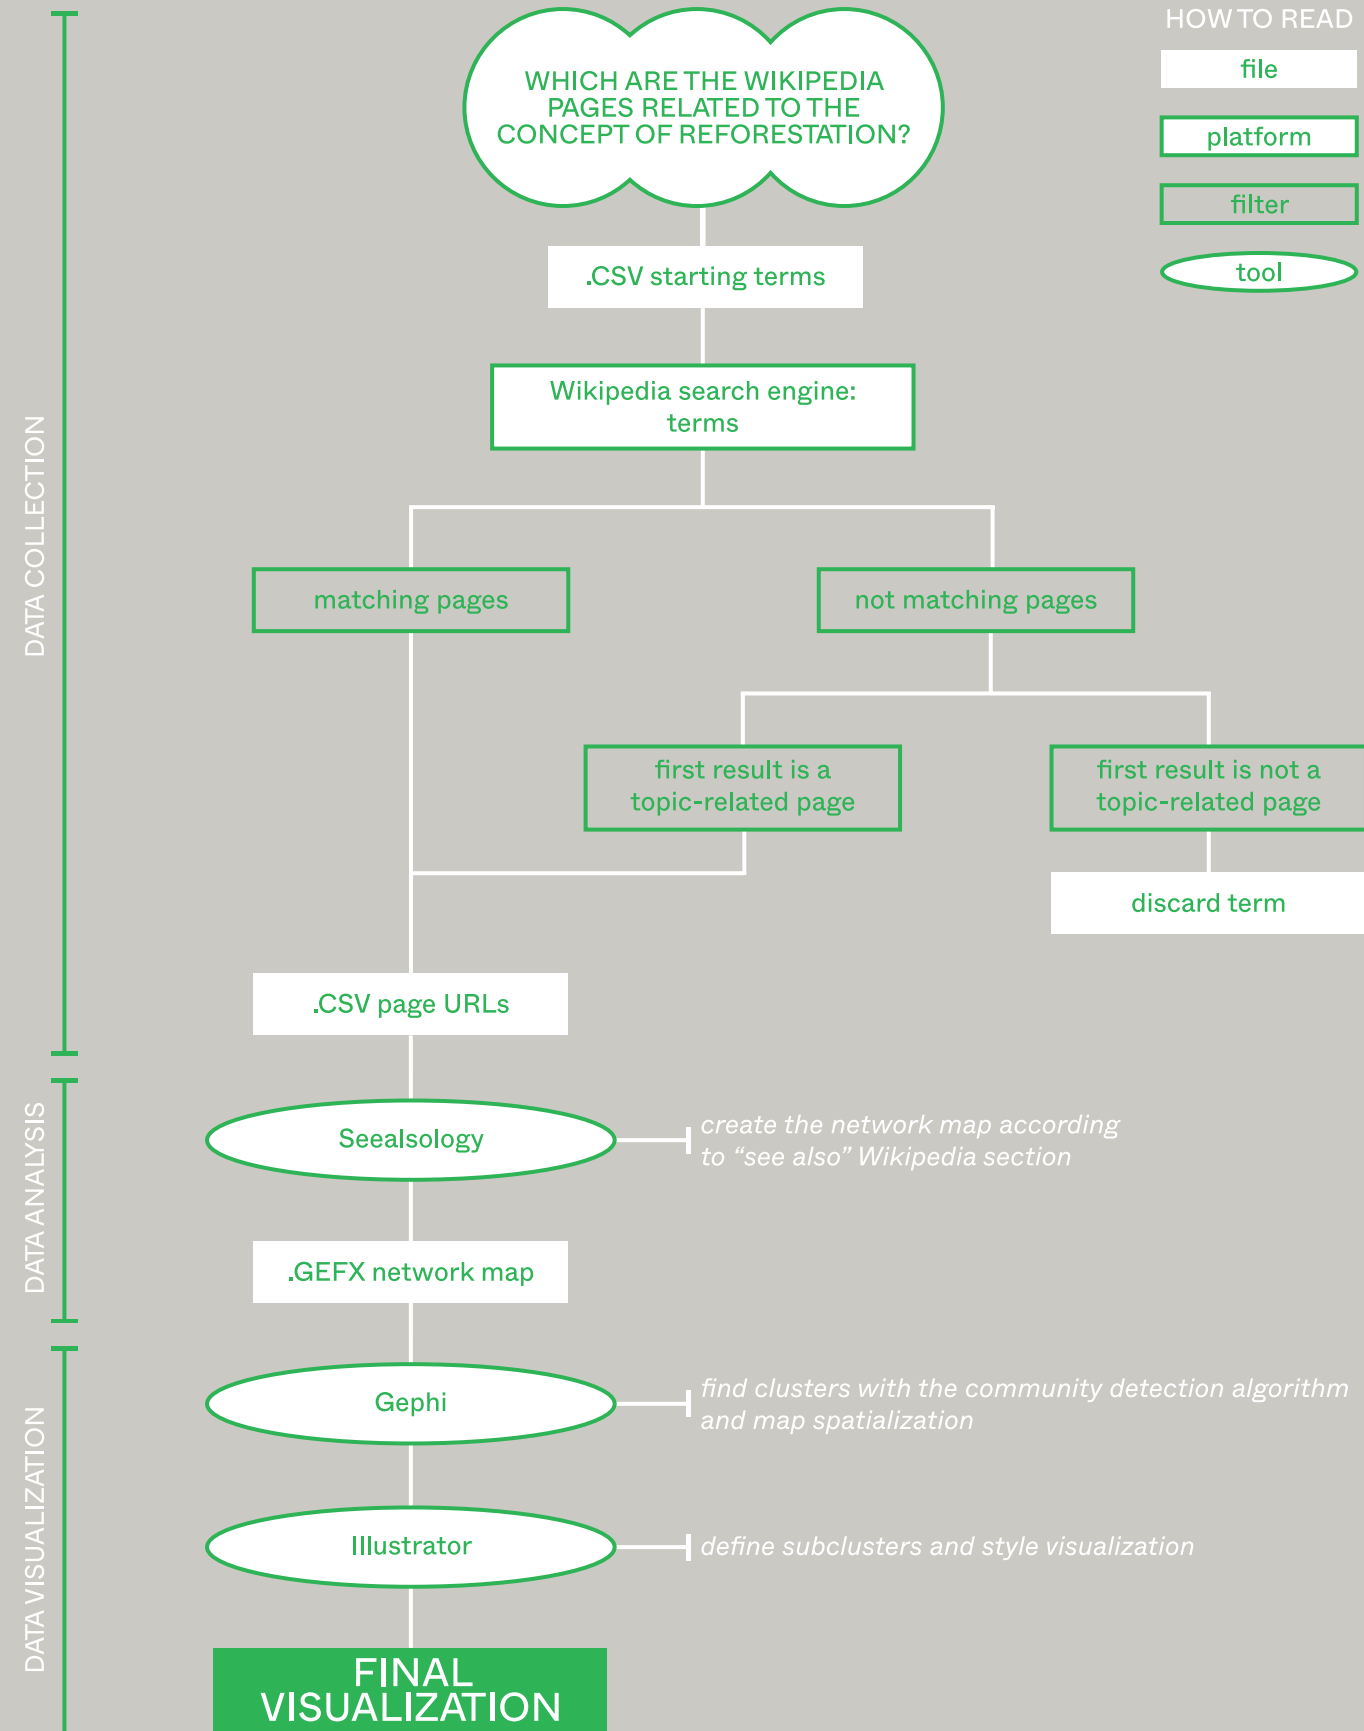 HOW TO READ
file
platform
filter
tool
WHICH ARE THE WIKIPEDIA
PAGES RELATED TO THE
CONCEPT OF REFORESTATION?
.CSV starting terms
Wikipedia search engine:
terms
matching pages
not matching pages
first result is a
topic-related page
first result is not a
topic-related page
discard term
.CSV page URLs
DATA COLLECTION
Seealsology
create the network map according
to “see also” Wikipedia section
.GEFX network map
DATA ANALYSIS
Gephi
find clusters with the community detection algorithm
and map spatialization
Illustrator
define subclusters and style visualization
DATA VISUALIZATION
FINAL
VISUALIZATION